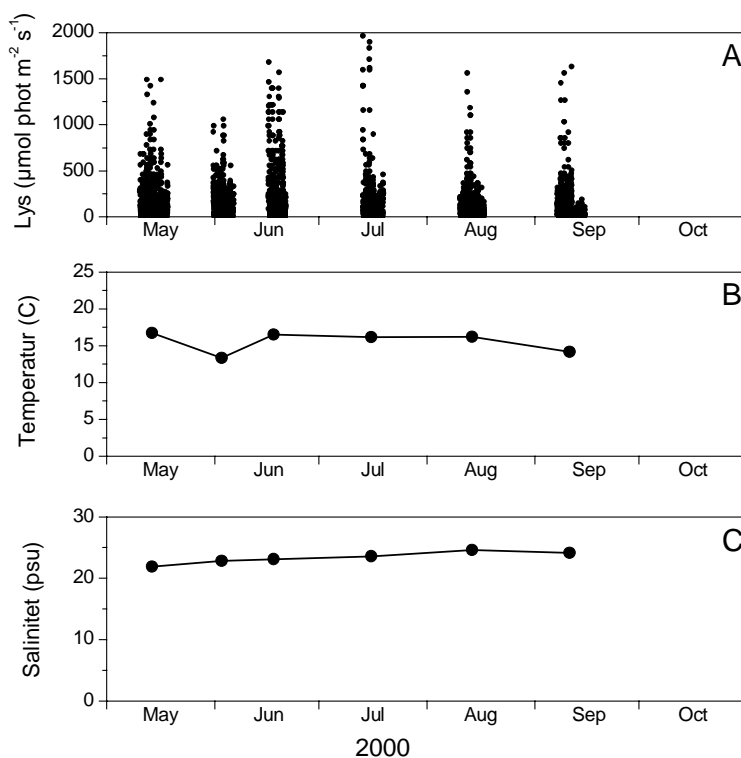 Lys (μmol phot m⁻² s⁻¹)
2000
1500
1000
500
0
A
May Jun Jul Aug Sep Oct
Temperatur (C)
25
20
15
10
5
0
B
May Jun Jul Aug Sep Oct
Salinitet (psu)
30
20
10
0
C
May Jun Jul Aug Sep Oct
2000